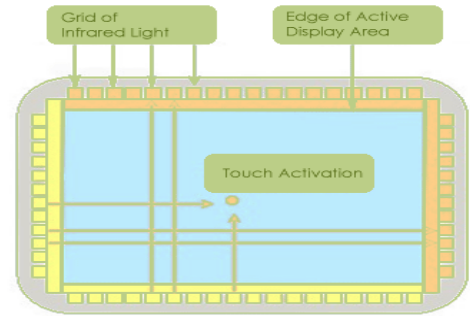 Grid of
Infrared Light
Edge of Active
Display Area
Touch Activation